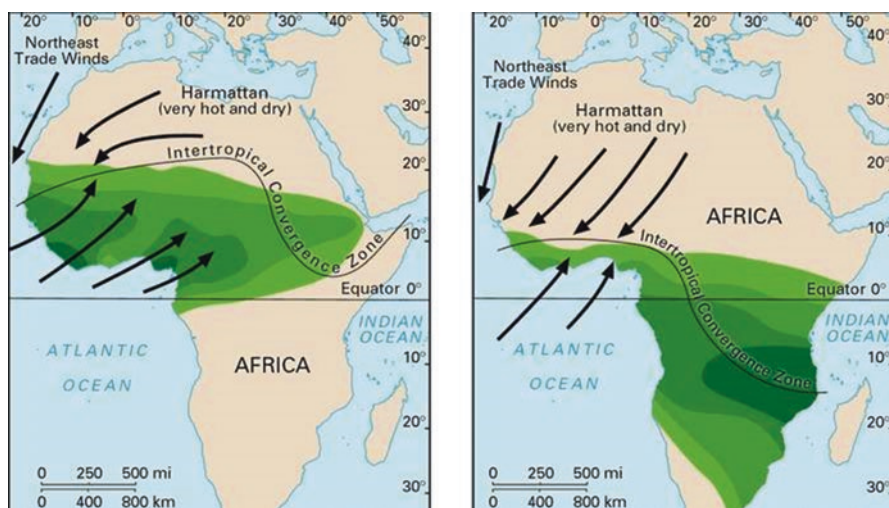 20° 10° 0° 10° 20° 30° 40° 50°
40°
Northeast
Trade Winds
Harmattan
(very hot and dry)
30°
20°
Intertropical Convergence Zone
10°
Equator 0°
INDIAN
OCEAN
ATLANTIC
OCEAN
AFRICA
10°
20°
0 250 500 mi
0 400 800 km
30°
20° 10° 0° 10° 20° 30° 40° 50°
40°
Northeast
Trade Winds
30°
Harmattan
(very hot and dry)
20°
AFRICA
10°
Intertropical Convergence Zone
Equator 0°
INDIAN
OCEAN
ATLANTIC
OCEAN
10°
20°
0 250 500 mi
0 400 800 km
30°